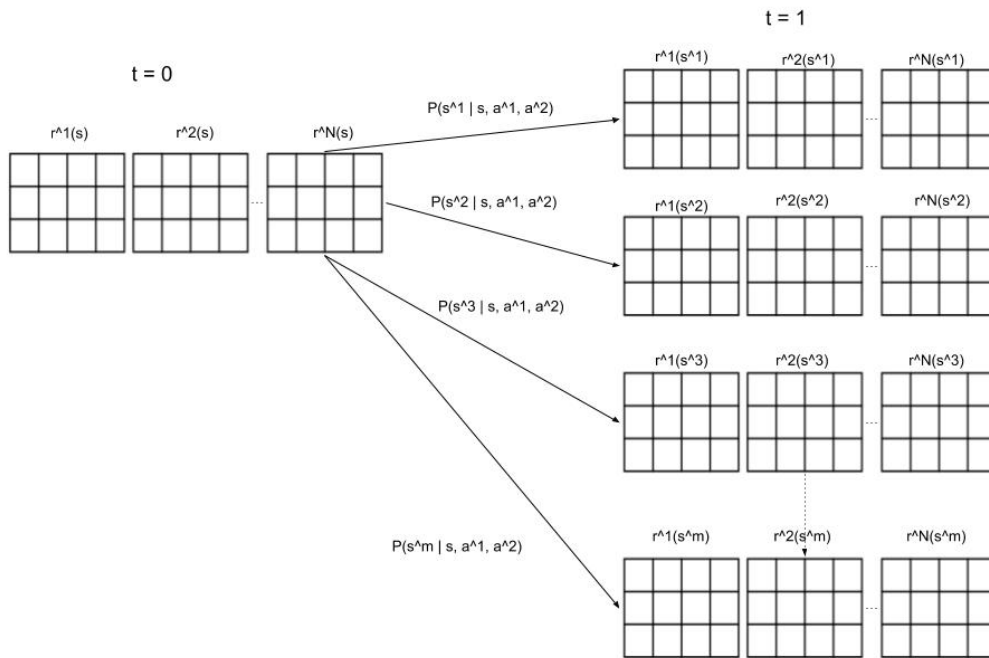 t = 0
r^1(s)
r^2(s)
r^N(s)
P(s^1 | s, a^1, a^2)
P(s^2 | s, a^1, a^2)
P(s^3 | s, a^1, a^2)
P(s^m | s, a^1, a^2)
t = 1
r^1(s^1)
r^2(s^1)
r^N(s^1)
r^1(s^2)
r^2(s^2)
r^N(s^2)
r^1(s^3)
r^2(s^3)
r^N(s^3)
r^1(s^m)
r^2(s^m)
r^N(s^m)